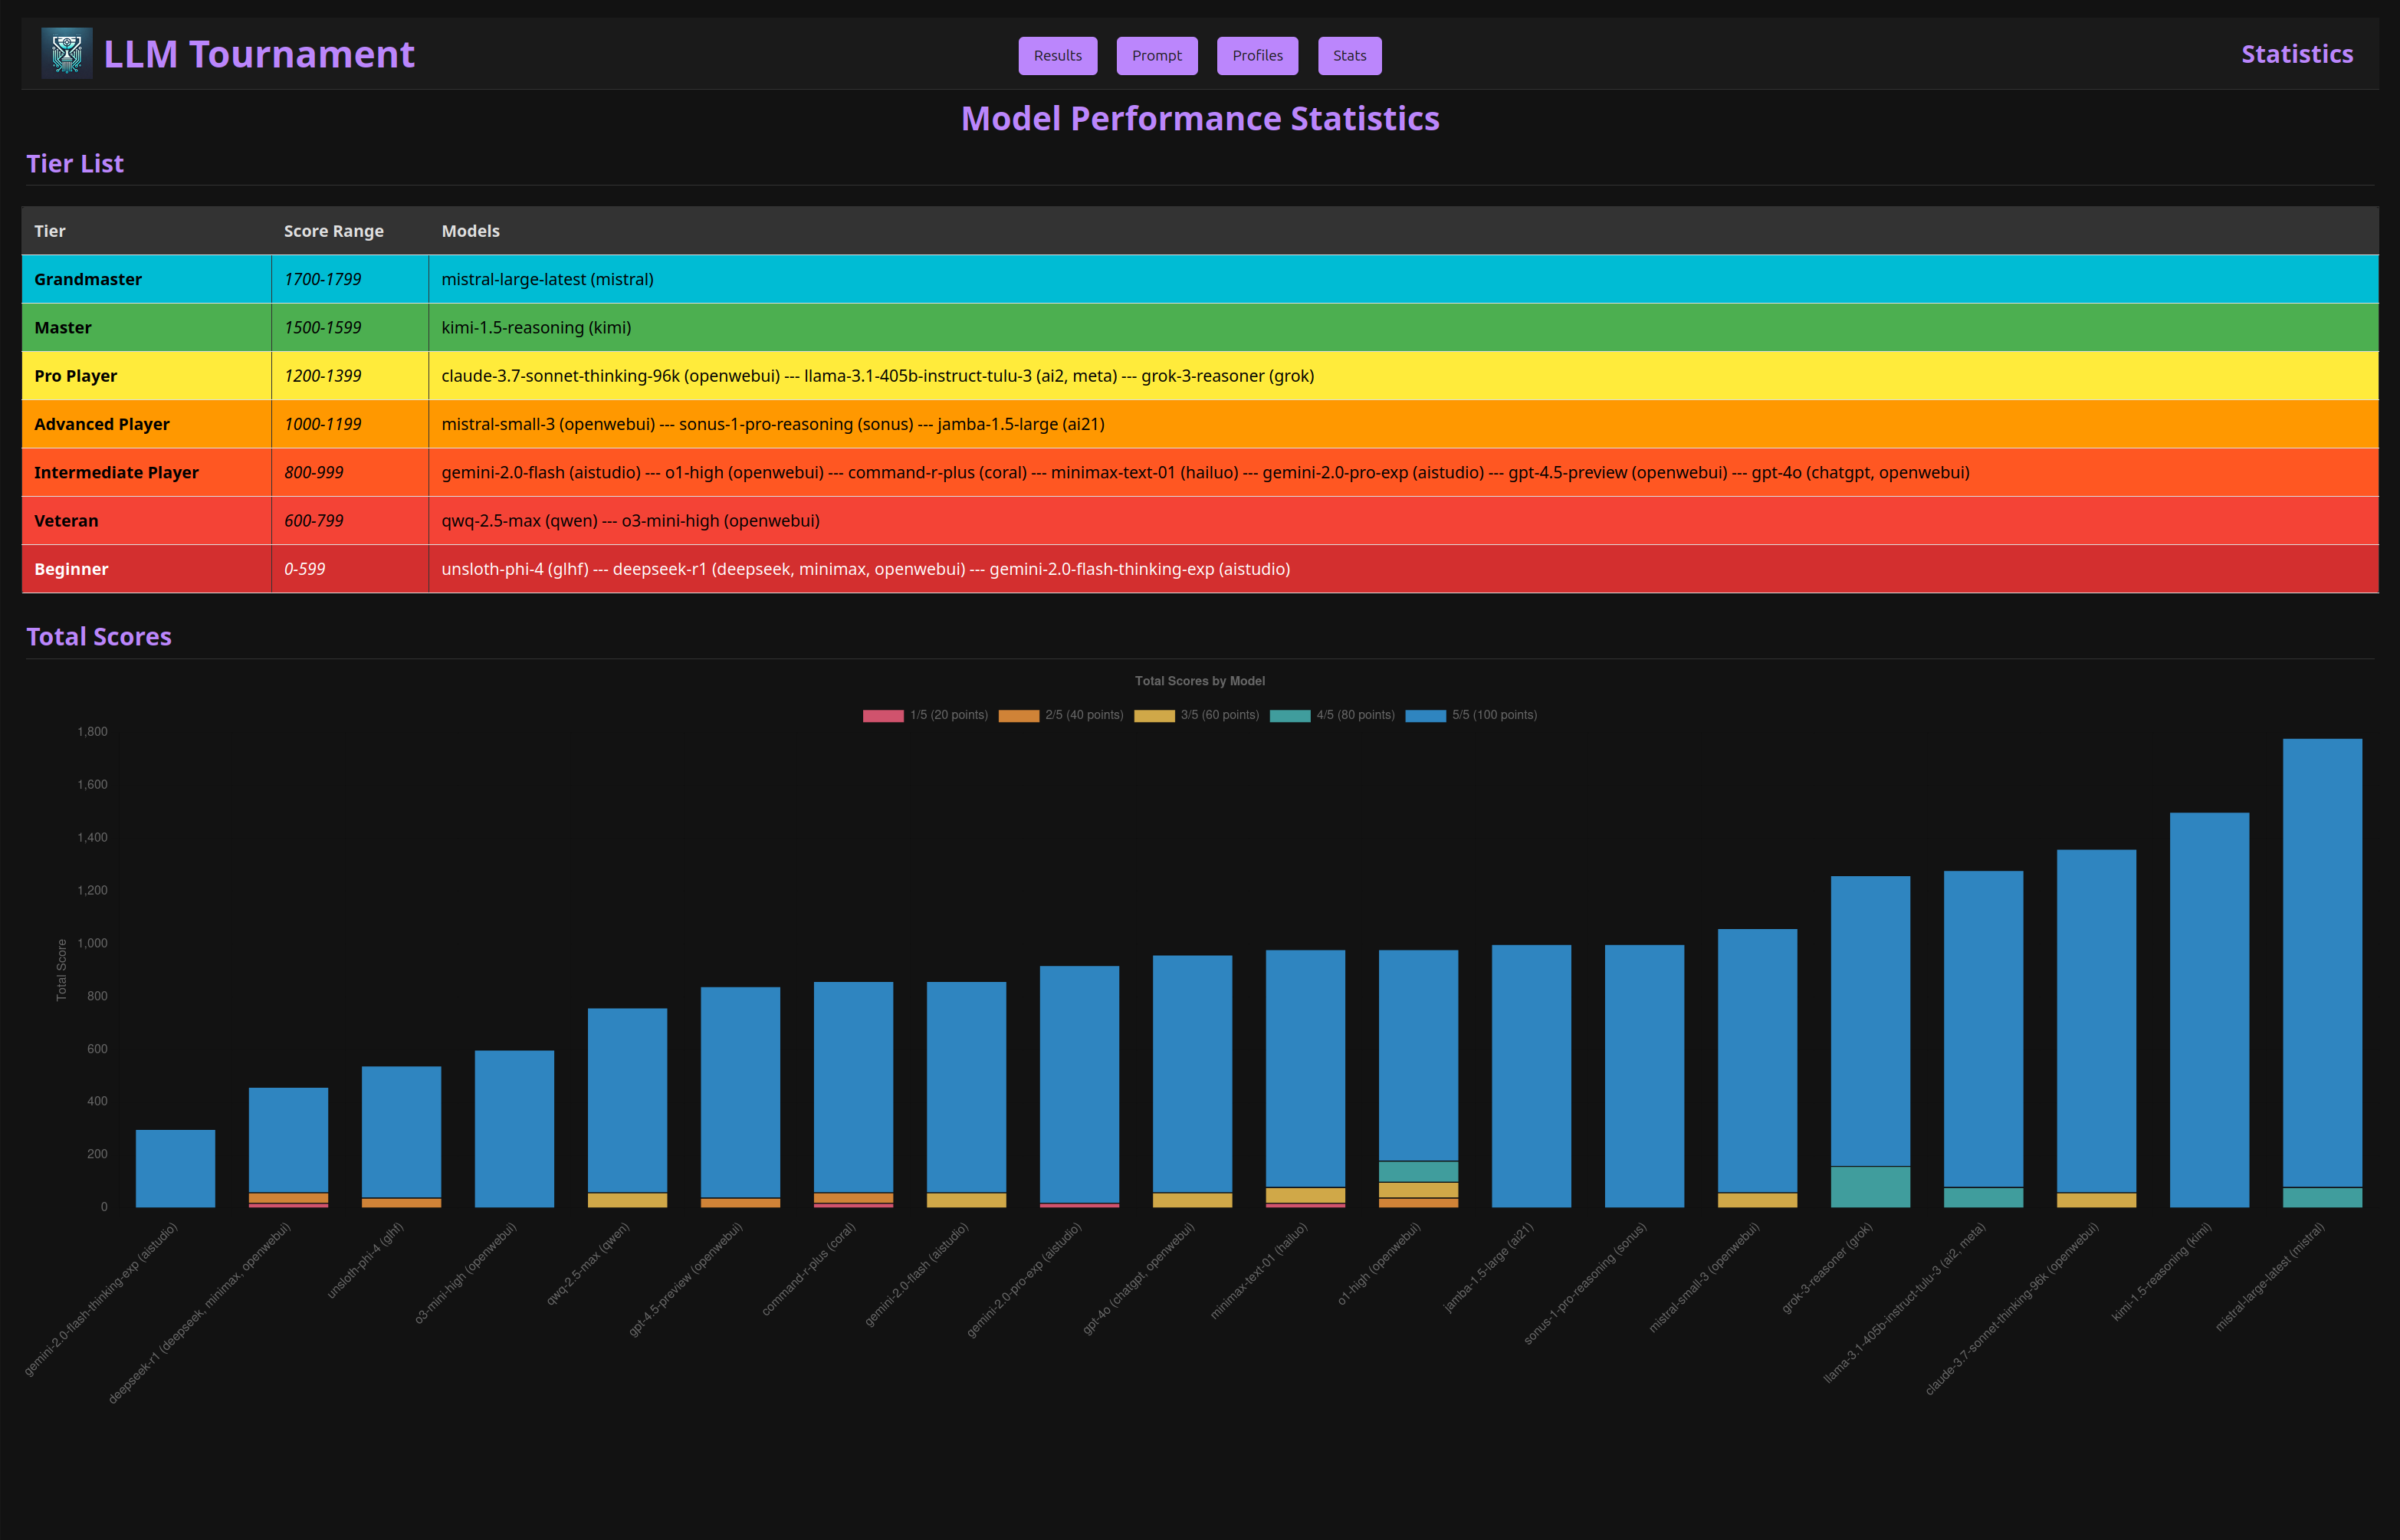 LLM Tournament
Results
Prompt
Profiles
Stats
Statistics
Model Performance Statistics
Tier List
Tier Score Range Models
Grandmaster 1700-1799 mistral-large-latest (mistral)
Master 1500-1599 kimi-1.5-reasoning (kimi)
Pro Player 1200-1399 claude-3.7-sonnet-thinking-96k (openwebui) --- llama-3.1-405b-instruct-tulu-3 (ai2, meta) --- grok-3-reasoner (grok)
Advanced Player 1000-1199 mistral-small-3 (openwebui) --- sonus-1-pro-reasoning (sonus) --- jamba-1.5-large (ai21)
Intermediate Player 800-999 gemini-2.0-flash (aistudio) --- o1-high (openwebui) --- command-r-plus (coral) --- minimax-text-01 (hailuo) --- gemini-2.0-pro-exp (aistudio) --- gpt-4.5-preview (openwebui) --- gpt-4o (chatgpt, openwebui)
Veteran 600-799 qwq-2.5-max (qwen) --- o3-mini-high (openwebui)
Beginner 0-599 unsloth-phi-4 (glhf) --- deepseek-r1 (deepseek, minimax, openwebui) --- gemini-2.0-flash-thinking-exp (aistudio)
Total Scores
Total Scores by Model
1/5 (20 points) 2/5 (40 points) 3/5 (60 points) 4/5 (80 points) 5/5 (100 points)
Total Score
1,800
1,600
1,400
1,200
1,000
800
600
400
200
0
gemini-2.0-flash-thinking-exp (aistudio)
deepseek-r1 (deepseek, minimax, openwebui)
unsloth-phi-4 (glhf)
o3-mini-high (openwebui)
qwq-2.5-max (qwen)
gpt-4.5-preview (openwebui)
command-r-plus (coral)
gemini-2.0-flash (aistudio)
gemini-2.0-pro-exp (aistudio)
gpt-4o (chatgpt, openwebui)
minimax-text-01 (hailuo)
o1-high (openwebui)
jamba-1.5-large (ai21)
sonus-1-pro-reasoning (sonus)
mistral-small-3 (openwebui)
grok-3-reasoner (grok)
llama-3.1-405b-instruct-tulu-3 (ai2, meta)
claude-3.7-sonnet-thinking-96k (openwebui)
kimi-1.5-reasoning (kimi)
mistral-large-latest (mistral)